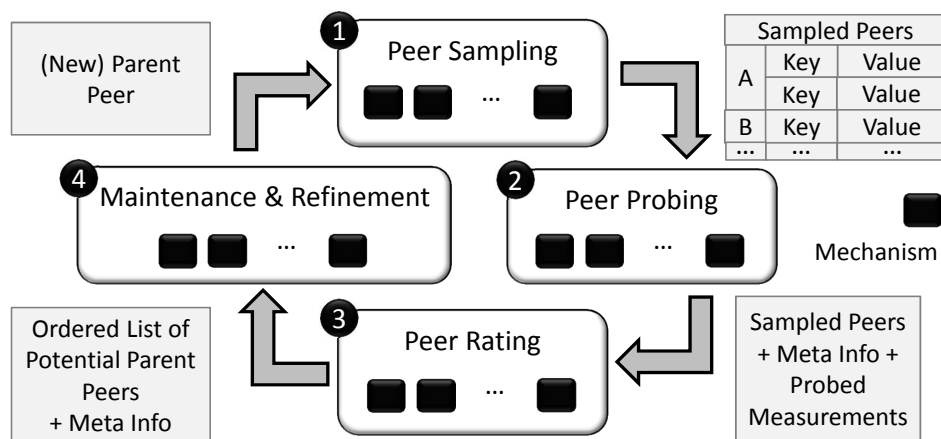 (New) Parent
Peer
1
Peer Sampling
...
Sampled Peers
A
Key
Value
Key
Value
B
Key
Value
...
...
...
4
Maintenance & Refinement
...
2
Peer Probing
...
Mechanism
Ordered List of
Potential Parent
Peers
+ Meta Info
3
Peer Rating
...
Sampled Peers
+ Meta Info +
Probed
Measurements